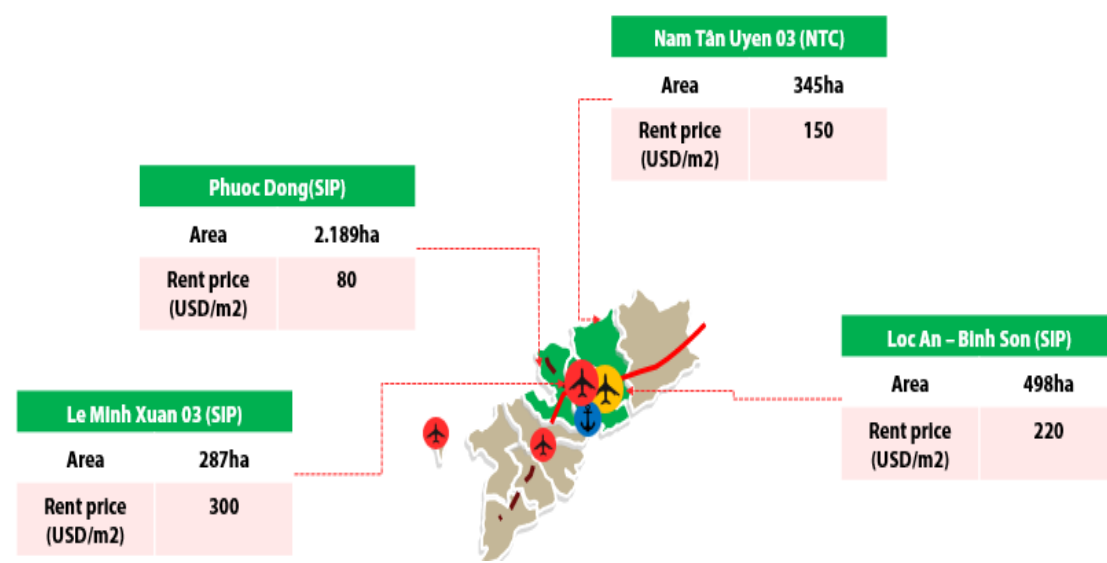 Nam Tân Uyen 03 (NTC)
Area 345ha
Rent price 150
(USD/m2)
Phuoc Dong(SIP)
Area 2.189ha
Rent price 80
(USD/m2)
Loc An – Binh Son (SIP)
Area 498ha
Rent price 220
(USD/m2)
Le Minh Xuan 03 (SIP)
Area 287ha
Rent price 300
(USD/m2)